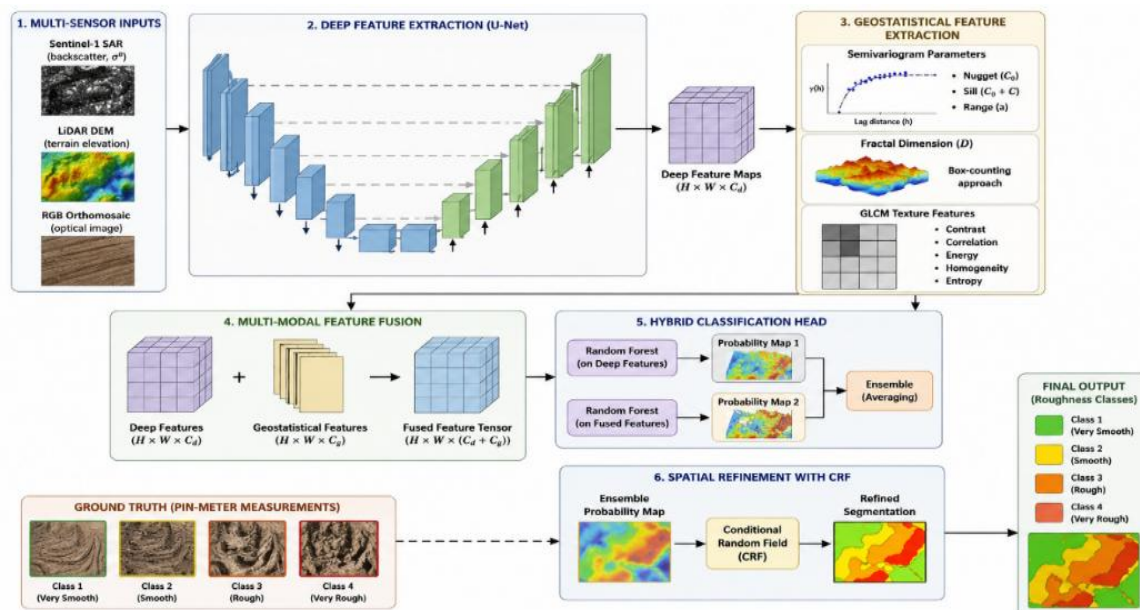 1. MULTI-SENSOR INPUTS
Sentinel-1 SAR
(backscatter, σ⁰)
LiDAR DEM
(terrain elevation)
RGB Orthomosaic
(optical image)
2. DEEP FEATURE EXTRACTION (U-Net)
Deep Feature Maps
(H × W × C_d)
3. GEOSTATISTICAL FEATURE
EXTRACTION
Semivariogram Parameters
γ(h)
Lag distance (h)
• Nugget (C₀)
• Sill (C₀ + C)
• Range (a)
Fractal Dimension (D)
Box-counting
approach
GLCM Texture Features
• Contrast
• Correlation
• Energy
• Homogeneity
• Entropy
4. MULTI-MODAL FEATURE FUSION
+
Deep Features
(H × W × C_d)
Geostatistical Features
(H × W × C_g)
Fused Feature Tensor
(H × W × (C_d + C_g))
5. HYBRID CLASSIFICATION HEAD
Random Forest
(on Deep Features)
Probability Map 1
Random Forest
(on Fused Features)
Probability Map 2
Ensemble
(Averaging)
FINAL OUTPUT
(Roughness Classes)
Class 1
(Very Smooth)
Class 2
(Smooth)
Class 3
(Rough)
Class 4
(Very Rough)
GROUND TRUTH (PIN-METER MEASUREMENTS)
Class 1
(Very Smooth)
Class 2
(Smooth)
Class 3
(Rough)
Class 4
(Very Rough)
6. SPATIAL REFINEMENT WITH CRF
Ensemble
Probability Map
Conditional
Random Field
(CRF)
Refined
Segmentation